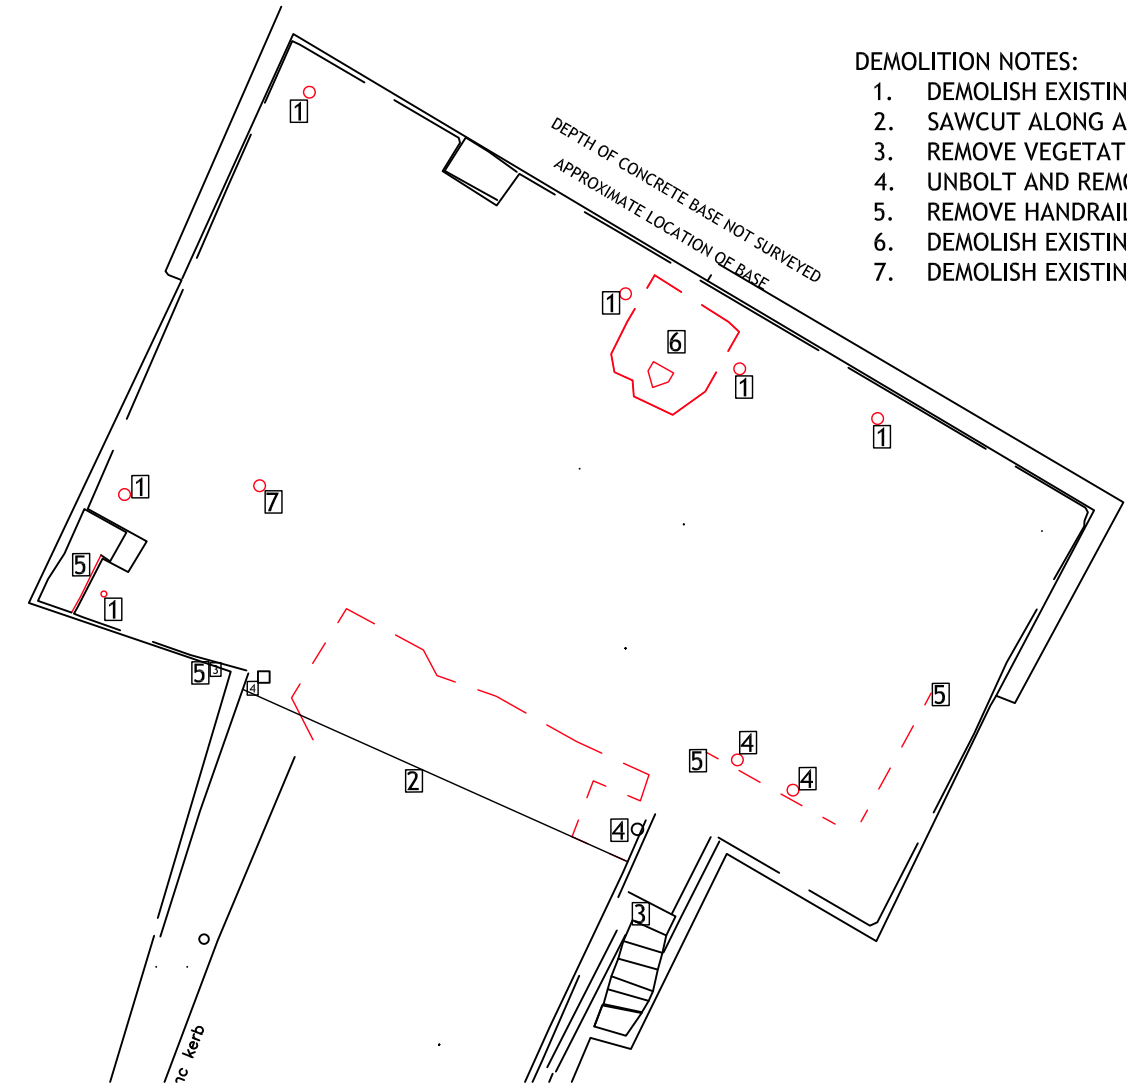 DEMOLITION NOTES:
1. DEMOLISH EXISTIN
2. SAWCUT ALONG A
3. REMOVE VEGETAT
4. UNBOLT AND REMO
5. REMOVE HANDRAIL
6. DEMOLISH EXISTIN
7. DEMOLISH EXISTIN
1
DEPTH OF CONCRETE BASE NOT SURVEYED
APPROXIMATE LOCATION OF BASE
1
6
1
1
1
7
5
1
5
3
4
5
4
5
4
2
4
3
nc kerb